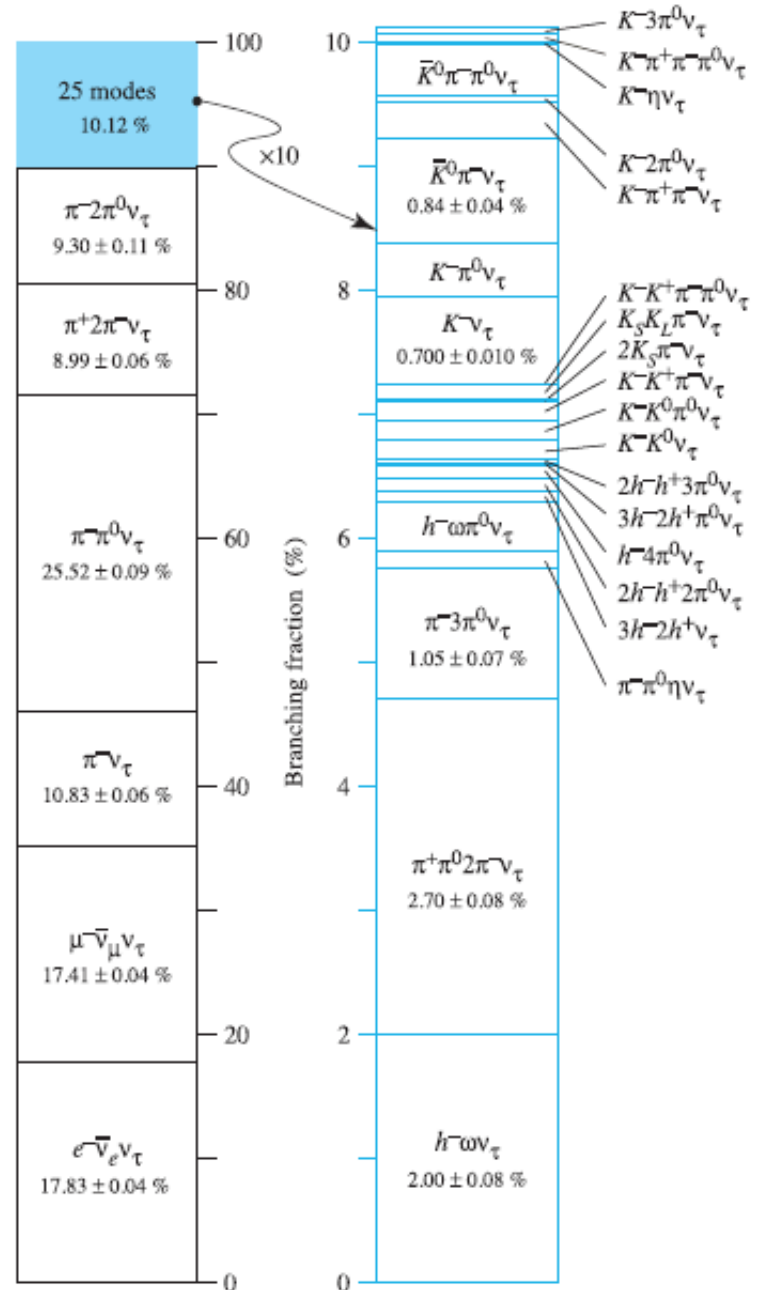 100
25 modes
10.12 %
×10
π⁻2π⁰ν_τ
9.30 ± 0.11 %
80
π⁺2π⁻ν_τ
8.99 ± 0.06 %
π⁻π⁰ν_τ
25.52 ± 0.09 %
60
π⁻ν_τ
10.83 ± 0.06 %
40
μ⁻ν̅_μν_τ
17.41 ± 0.04 %
20
e⁻ν̅_eν_τ
17.83 ± 0.04 %
0
Branching fraction (%)
10
K̅⁰π⁻π⁰ν_τ
K̅⁰π⁻ν_τ
0.84 ± 0.04 %
K⁻π⁰ν_τ
8
K⁻ν_τ
0.700 ± 0.010 %
h⁻ωπ⁰ν_τ
6
π⁻3π⁰ν_τ
1.05 ± 0.07 %
4
π⁺π⁰2π⁻ν_τ
2.70 ± 0.08 %
2
h⁻ων_τ
2.00 ± 0.08 %
0
K⁻3π⁰ν_τ
K⁻π⁺π⁻π⁰ν_τ
K⁻ην_τ
K⁻2π⁰ν_τ
K⁻π⁺π⁻ν_τ
K⁻K⁺π⁻π⁰ν_τ
K_SK_Lπ⁻ν_τ
2K_Sπ⁻ν_τ
K⁻K⁺π⁻ν_τ
K⁻K⁰π⁰ν_τ
K⁻K⁰ν_τ
2h⁻h⁺3π⁰ν_τ
3h⁻2h⁺π⁰ν_τ
h⁻4π⁰ν_τ
2h⁻h⁺2π⁰ν_τ
3h⁻2h⁺ν_τ
π⁻π⁰ην_τ